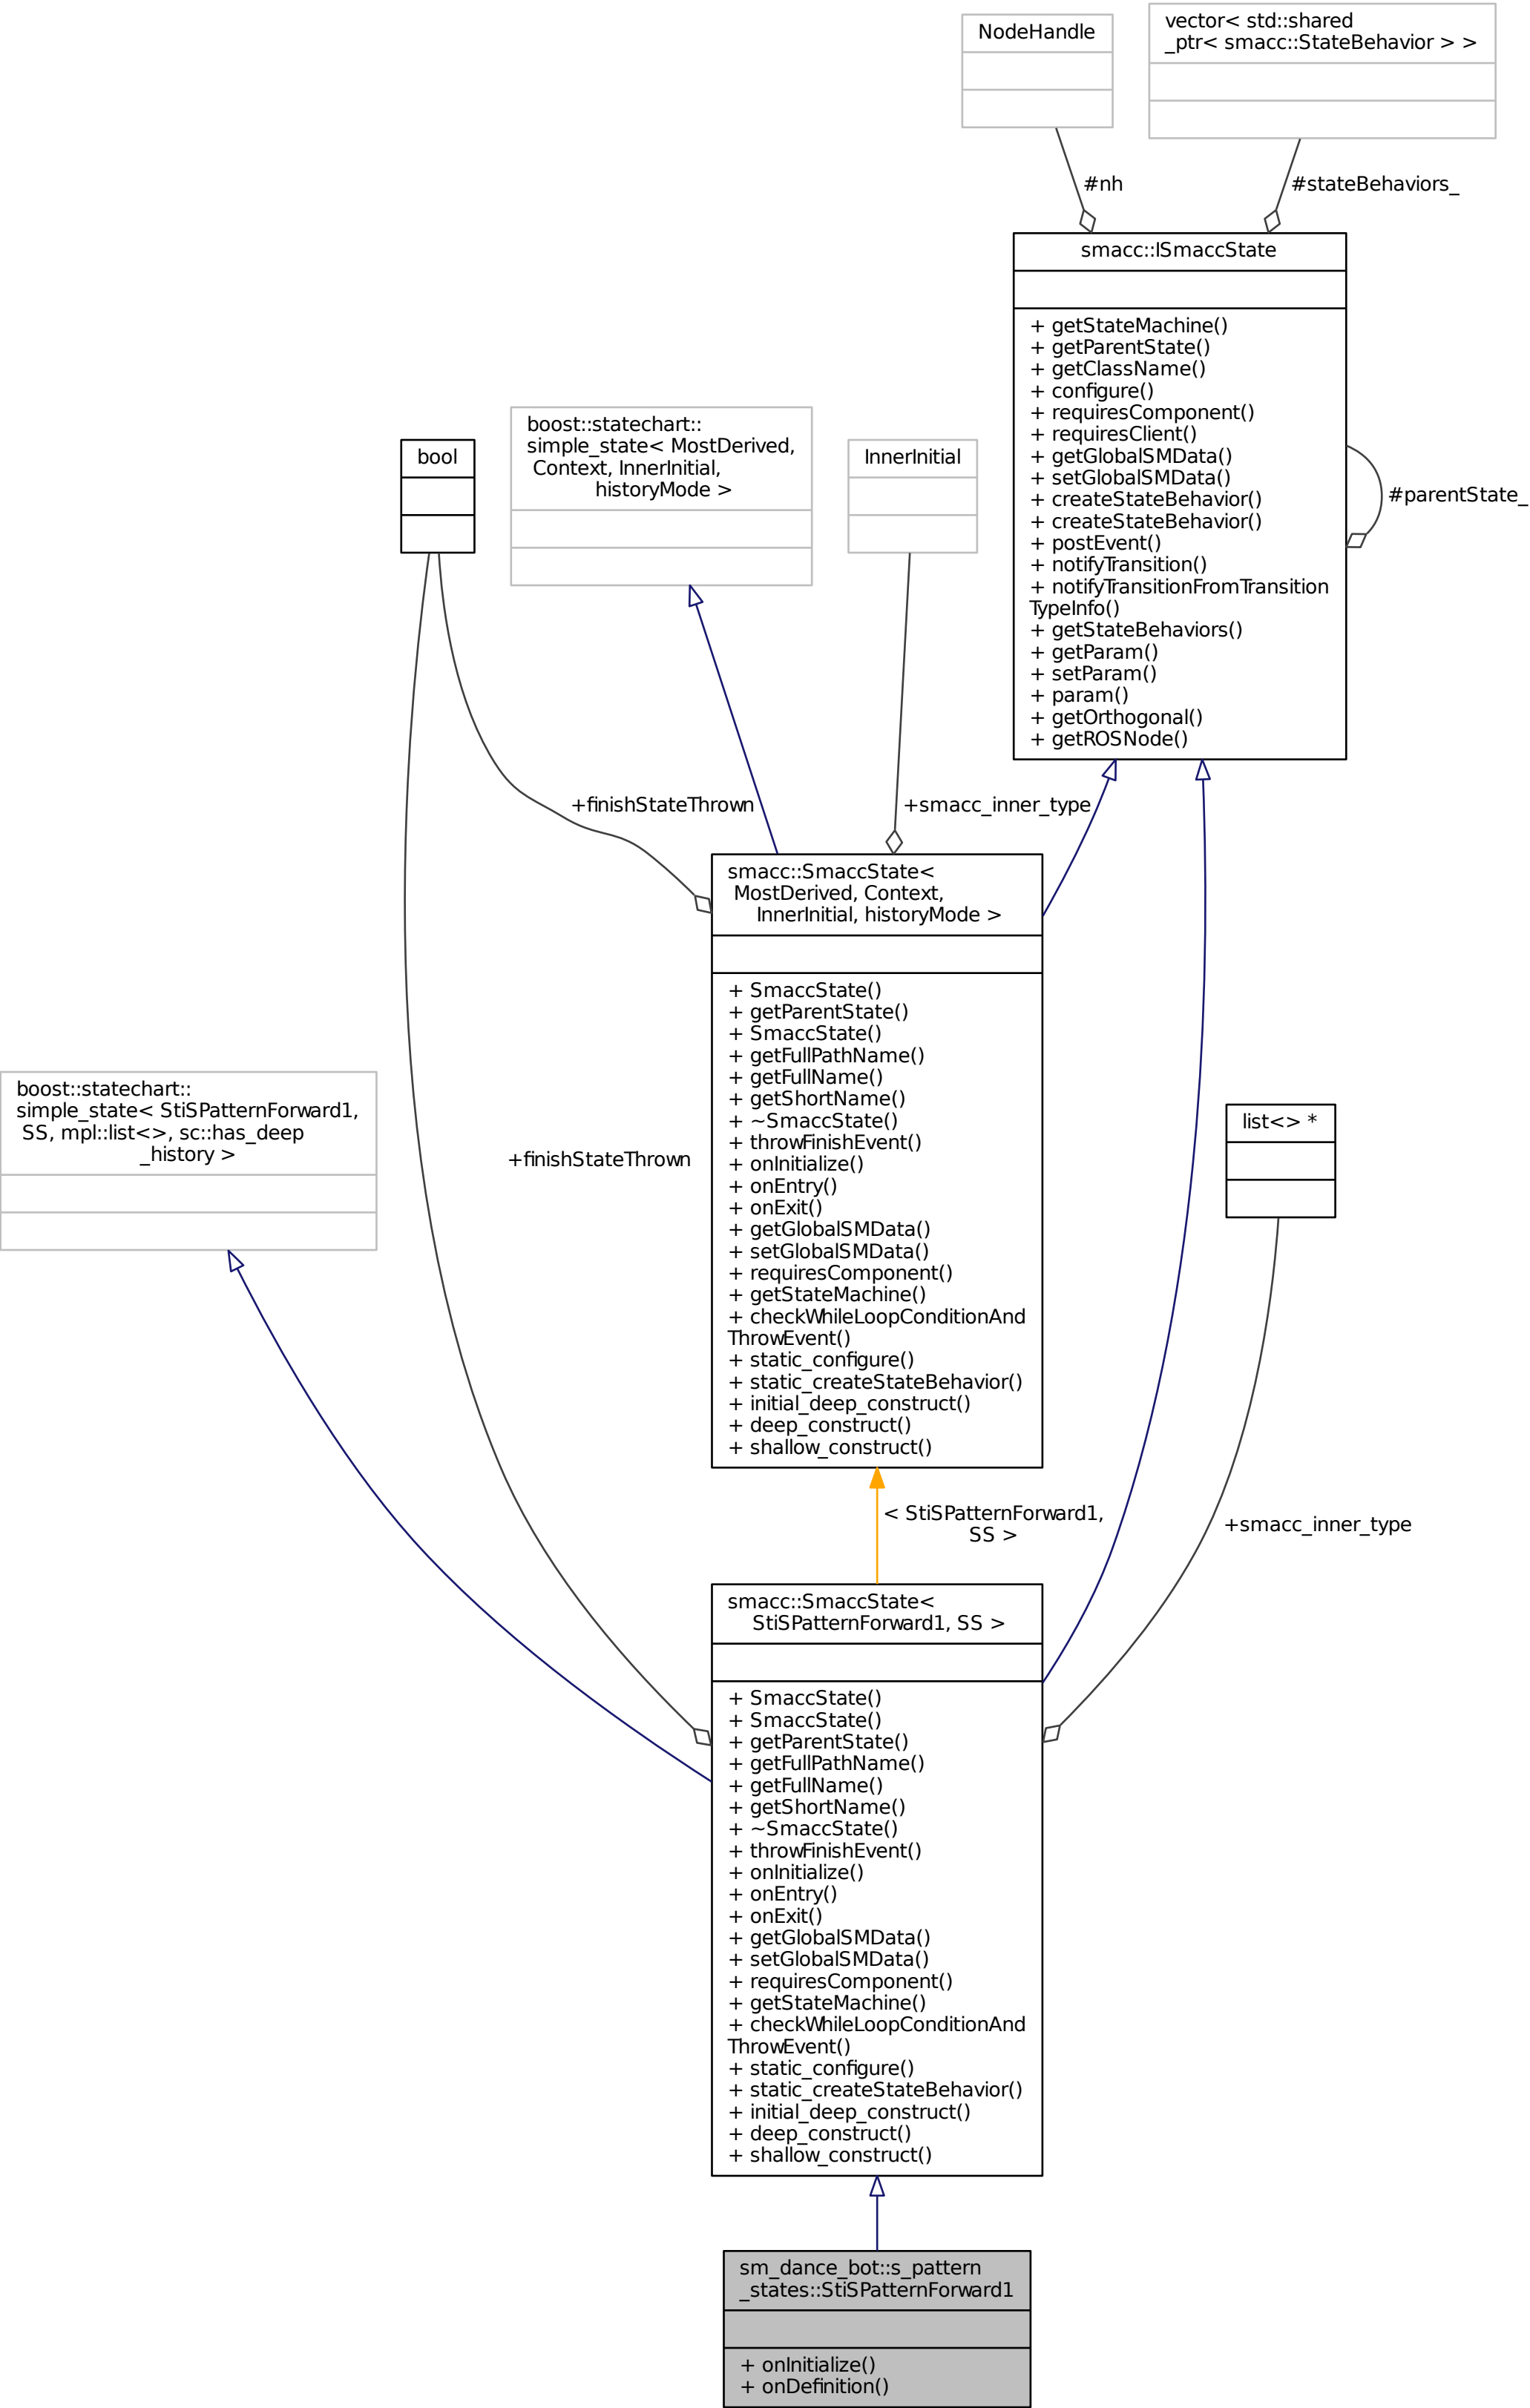 NodeHandle
vector< std::shared
_ptr< smacc::StateBehavior > >
#nh
#stateBehaviors_
smacc::ISmaccState
+ getStateMachine()
+ getParentState()
+ getClassName()
+ configure()
+ requiresComponent()
+ requiresClient()
+ getGlobalSMData()
+ setGlobalSMData()
+ createStateBehavior()
+ createStateBehavior()
+ postEvent()
+ notifyTransition()
+ notifyTransitionFromTransition
TypeInfo()
+ getStateBehaviors()
+ getParam()
+ setParam()
+ param()
+ getOrthogonal()
+ getROSNode()
#parentState_
bool
boost::statechart::
simple_state< MostDerived,
Context, InnerInitial,
historyMode >
InnerInitial
+finishStateThrown
+smacc_inner_type
smacc::SmaccState<
MostDerived, Context,
InnerInitial, historyMode >
+ SmaccState()
+ getParentState()
+ SmaccState()
+ getFullPathName()
+ getFullName()
+ getShortName()
+ ~SmaccState()
+ throwFinishEvent()
+ onInitialize()
+ onEntry()
+ onExit()
+ getGlobalSMData()
+ setGlobalSMData()
+ requiresComponent()
+ getStateMachine()
+ checkWhileLoopConditionAnd
ThrowEvent()
+ static_configure()
+ static_createStateBehavior()
+ initial_deep_construct()
+ deep_construct()
+ shallow_construct()
boost::statechart::
simple_state< StiSPatternForward1,
SS, mpl::list<>, sc::has_deep
_history >
+finishStateThrown
list<> *
< StiSPatternForward1,
SS >
+smacc_inner_type
smacc::SmaccState<
StiSPatternForward1, SS >
+ SmaccState()
+ SmaccState()
+ getParentState()
+ getFullPathName()
+ getFullName()
+ getShortName()
+ ~SmaccState()
+ throwFinishEvent()
+ onInitialize()
+ onEntry()
+ onExit()
+ getGlobalSMData()
+ setGlobalSMData()
+ requiresComponent()
+ getStateMachine()
+ checkWhileLoopConditionAnd
ThrowEvent()
+ static_configure()
+ static_createStateBehavior()
+ initial_deep_construct()
+ deep_construct()
+ shallow_construct()
sm_dance_bot::s_pattern
_states::StiSPatternForward1
+ onInitialize()
+ onDefinition()